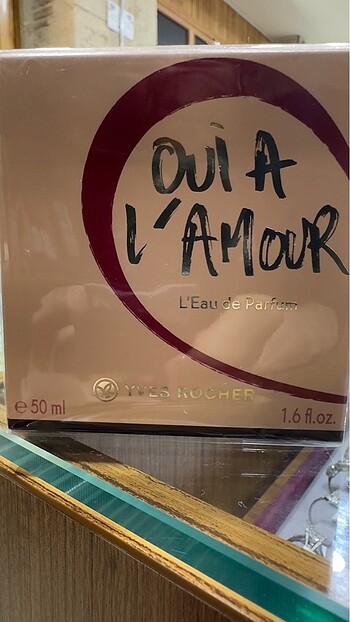 OUI A
L'AMOUR
L'Eau de Parfum
YVES ROCHER
e 50 ml
1.6 fl.oz.